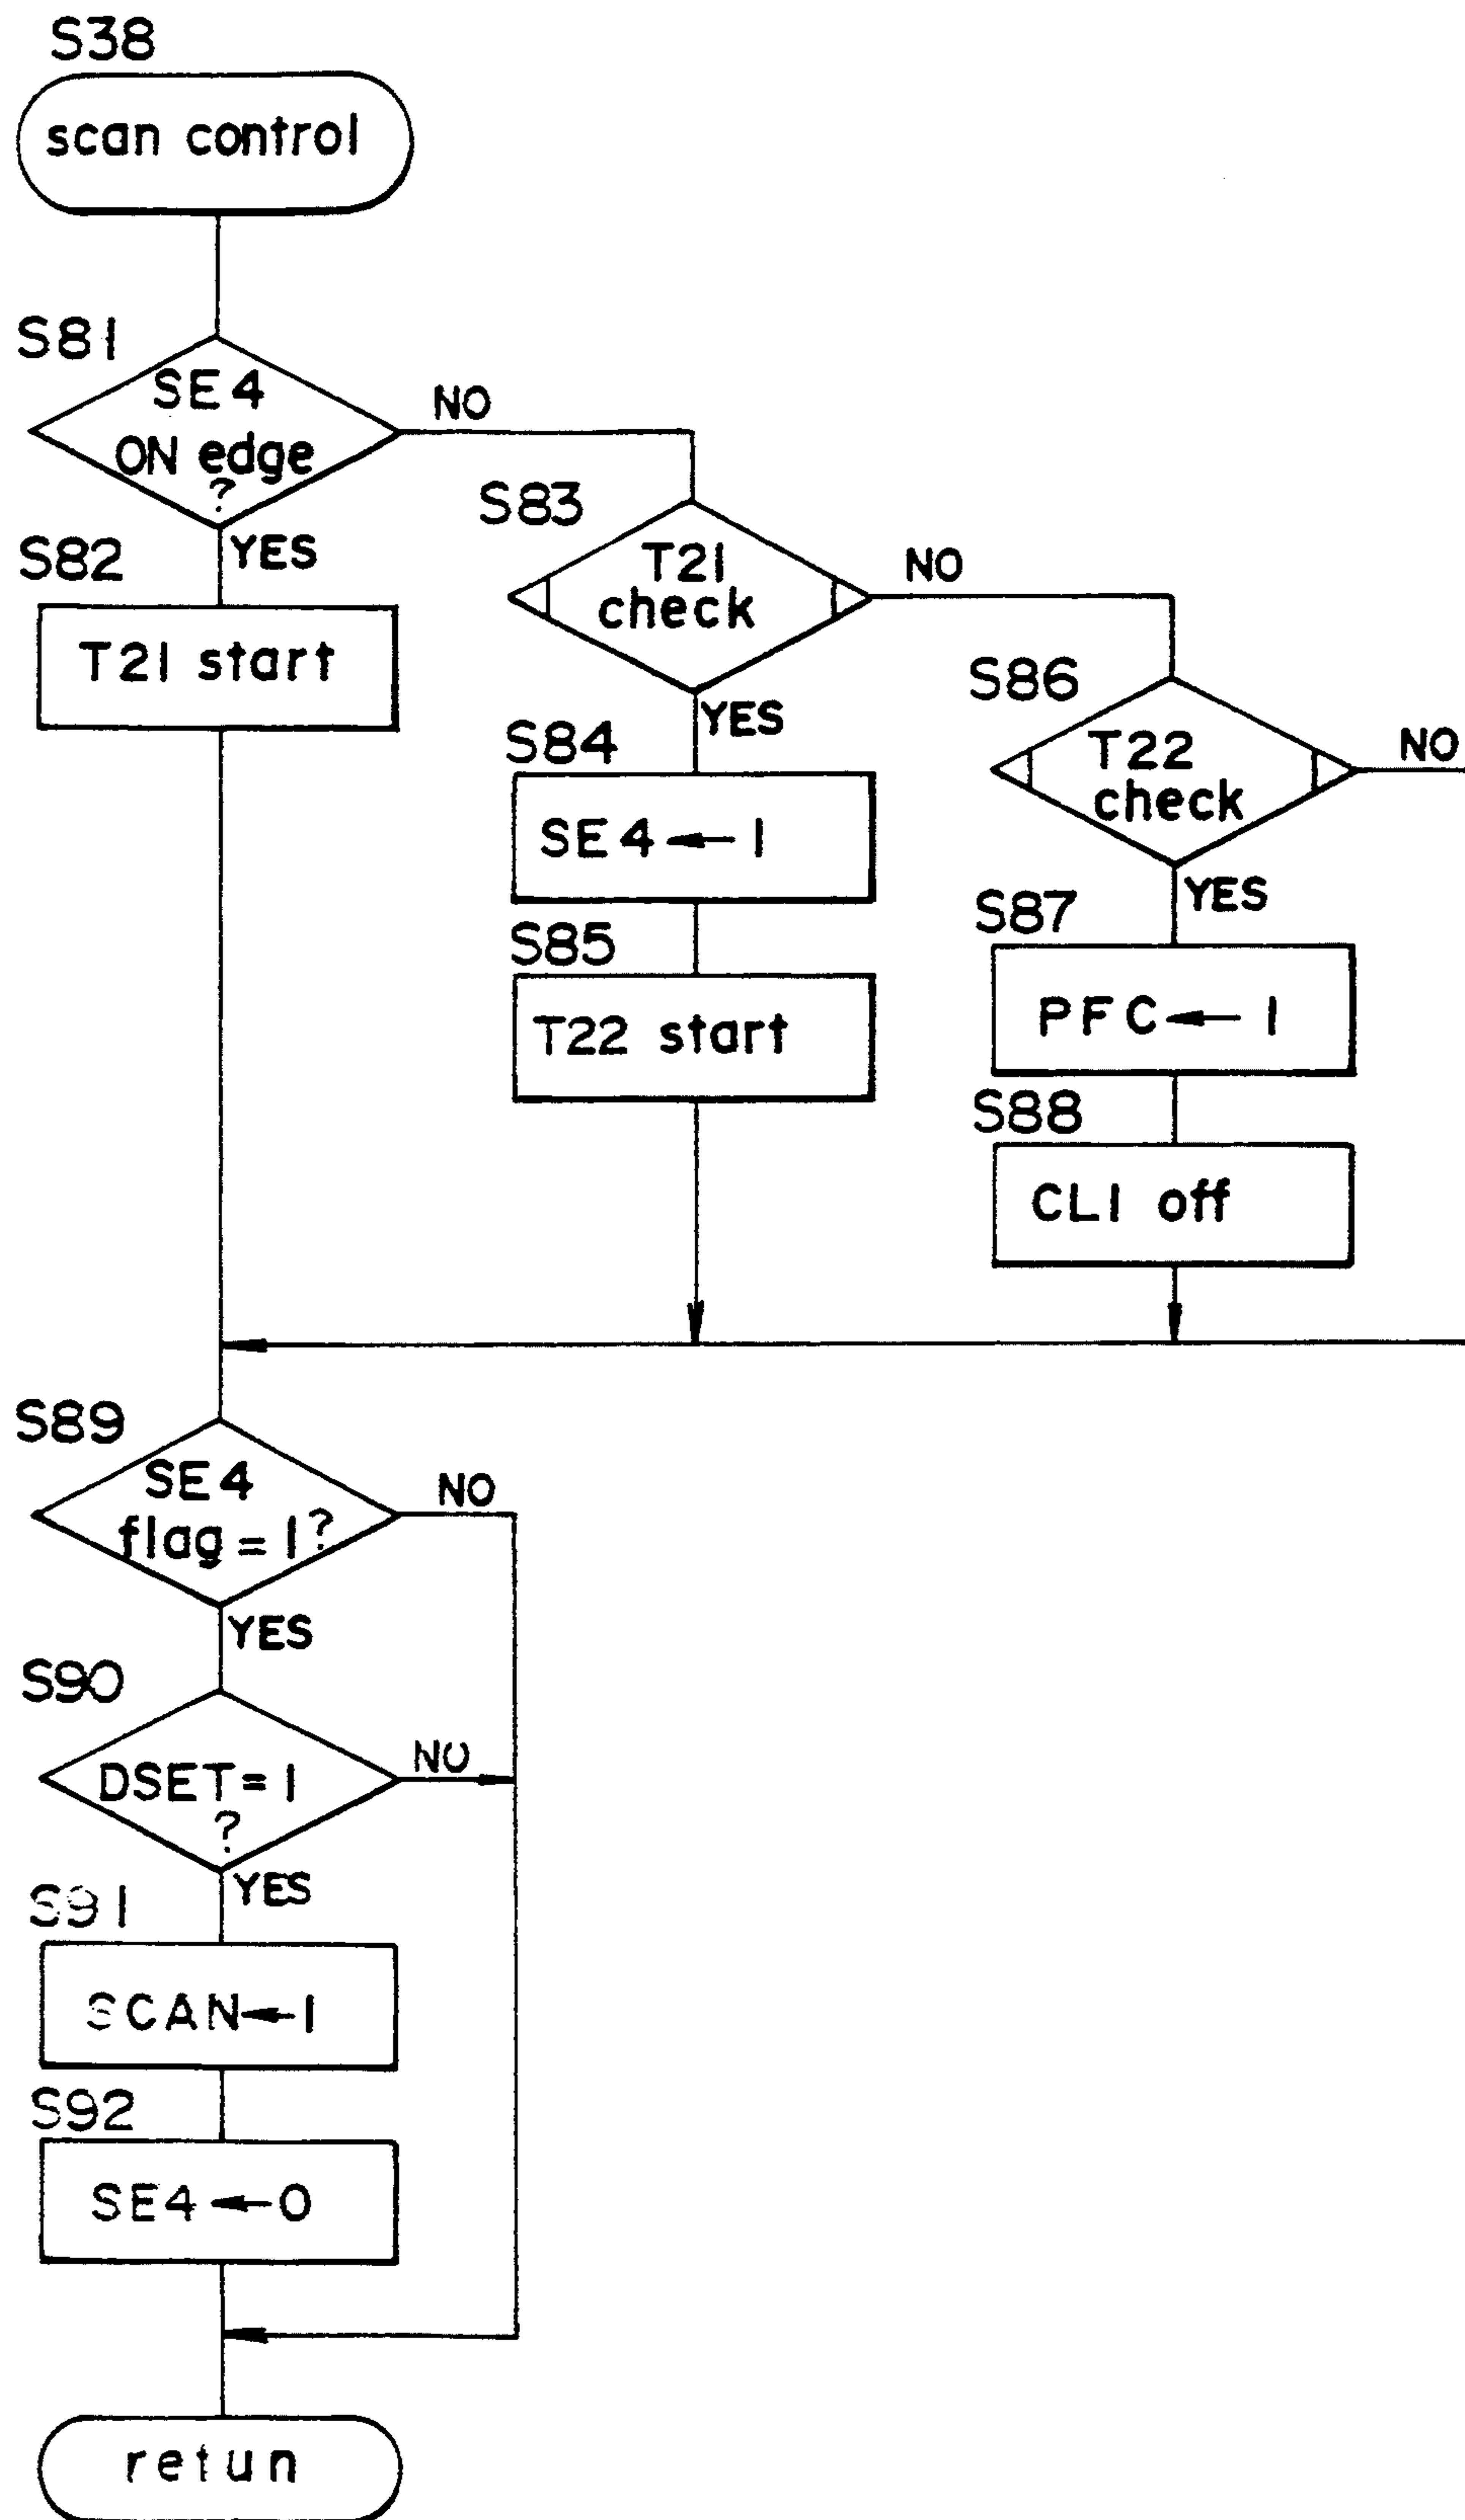 S38
scan control
S81
SE4
ON edge
?
NO
YES
S82
T21 start
S83
T21
check
NO
YES
S84
SE4←1
S85
T22 start
S86
T22
check
NO
YES
S87
PFC←1
S88
CL1 off
S89
SE4
flag=1?
NO
YES
S90
DSET=1
?
NO
YES
S91
SCAN←1
S92
SE4←0
retun